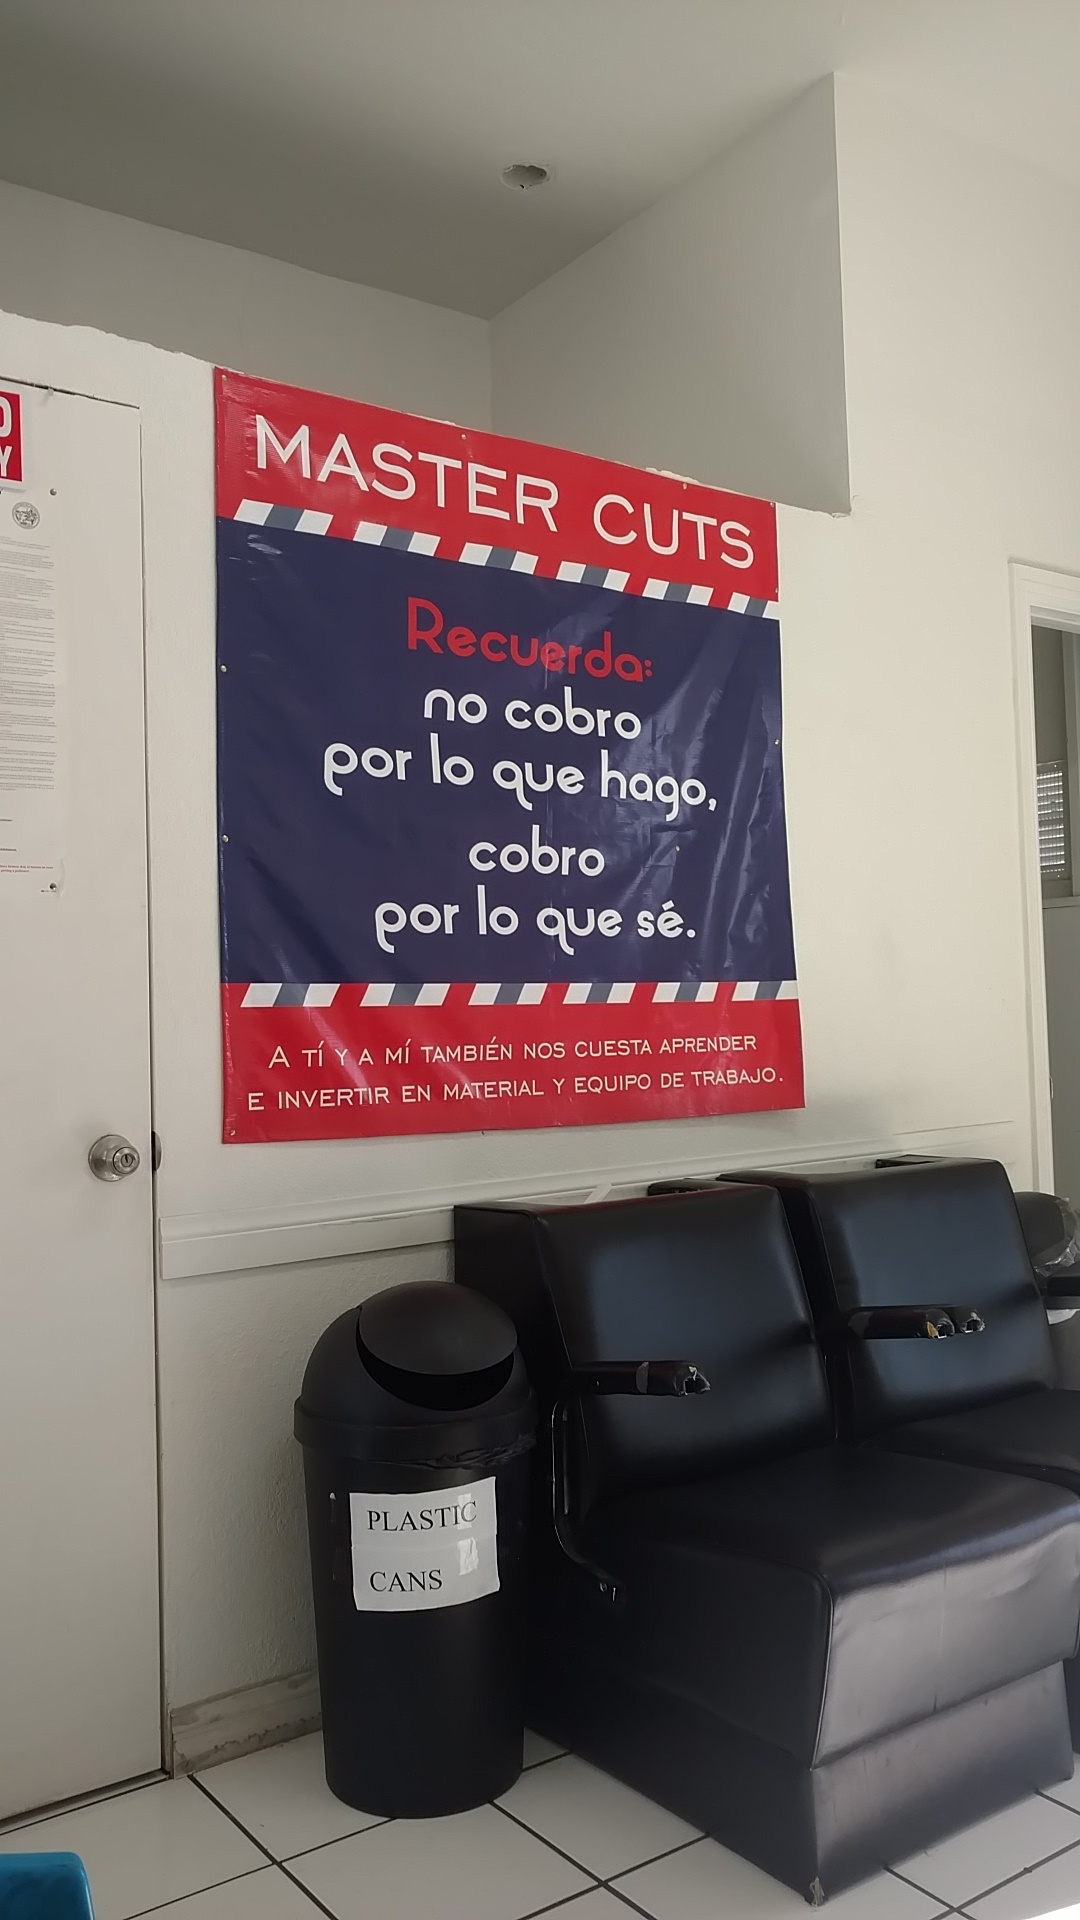 MASTER CUTS
Recuerda:
no cobro
por lo que hago,
cobro
por lo que sé.
A TÍ Y A MÍ TAMBIÉN NOS CUESTA APRENDER
E INVERTIR EN MATERIAL Y EQUIPO DE TRABAJO.
PLASTIC
CANS